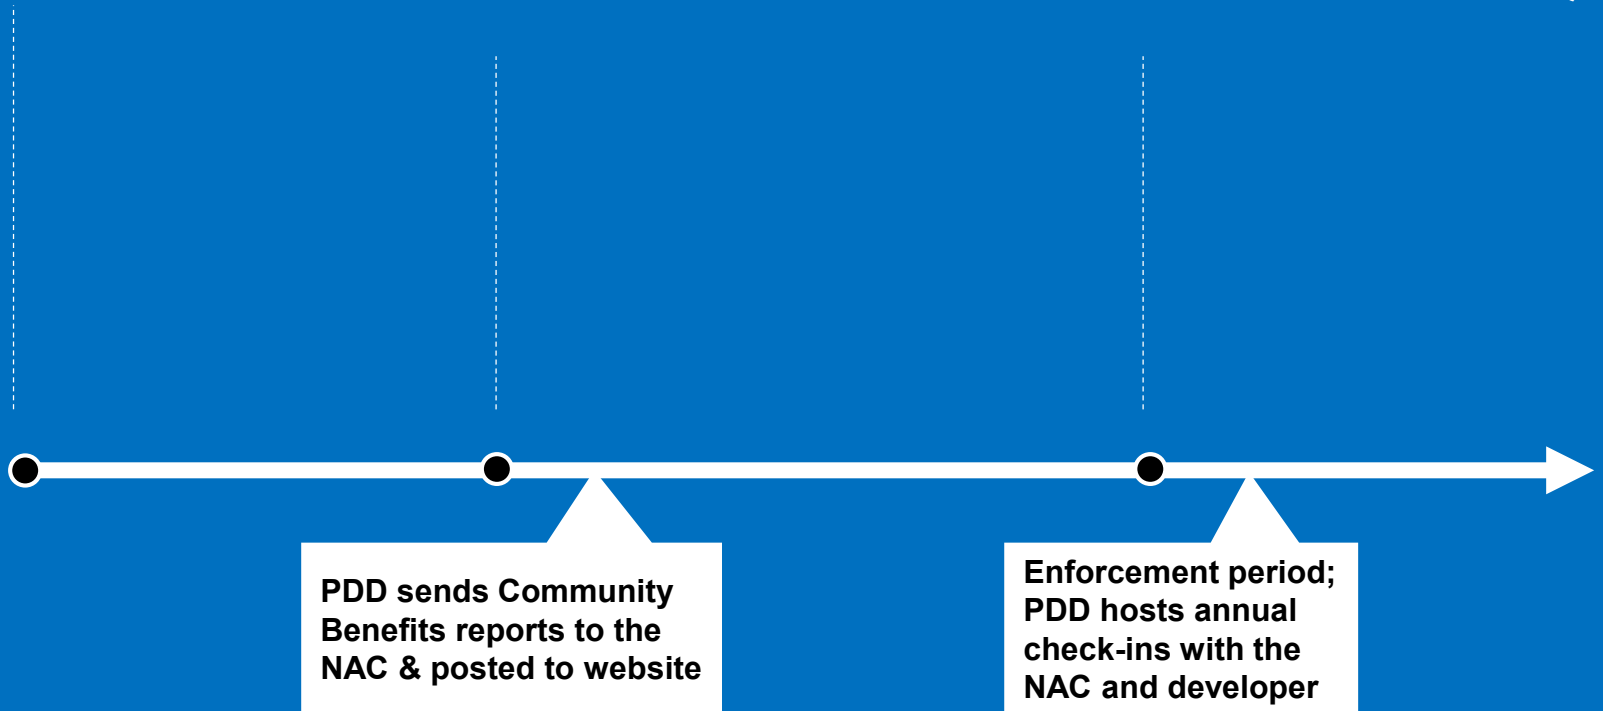 PDD sends Community
Benefits reports to the
NAC & posted to website
Enforcement period;
PDD hosts annual
check-ins with the
NAC and developer